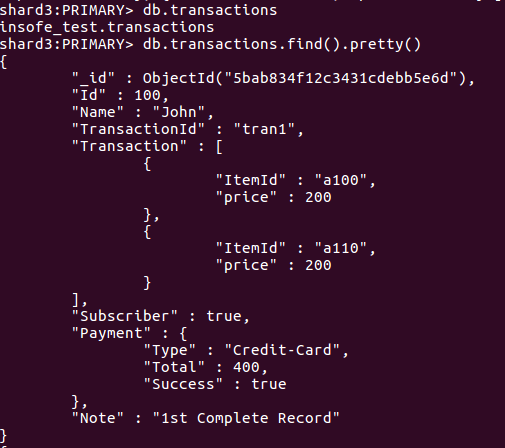 shard3:PRIMARY> db.transactions
insofe_test.transactions
shard3:PRIMARY> db.transactions.find().pretty()
{
        "_id" : ObjectId("5bab834f12c3431cdebb5e6d"),
        "Id" : 100,
        "Name" : "John",
        "TransactionId" : "tran1",
        "Transaction" : [
                {
                        "ItemId" : "a100",
                        "price" : 200
                },
                {
                        "ItemId" : "a110",
                        "price" : 200
                }
        ],
        "Subscriber" : true,
        "Payment" : {
                "Type" : "Credit-Card",
                "Total" : 400,
                "Success" : true
        },
        "Note" : "1st Complete Record"
}